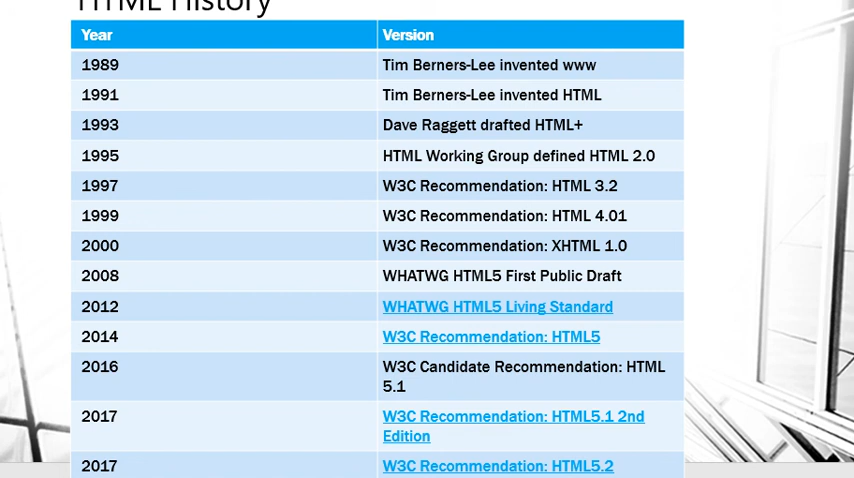 HTML History
Year Version
1989 Tim Berners-Lee invented www
1991 Tim Berners-Lee invented HTML
1993 Dave Raggett drafted HTML+
1995 HTML Working Group defined HTML 2.0
1997 W3C Recommendation: HTML 3.2
1999 W3C Recommendation: HTML 4.01
2000 W3C Recommendation: XHTML 1.0
2008 WHATWG HTML5 First Public Draft
2012 WHATWG HTML5 Living Standard
2014 W3C Recommendation: HTML5
2016 W3C Candidate Recommendation: HTML
5.1
2017 W3C Recommendation: HTML5.1 2nd
Edition
2017 W3C Recommendation: HTML5.2